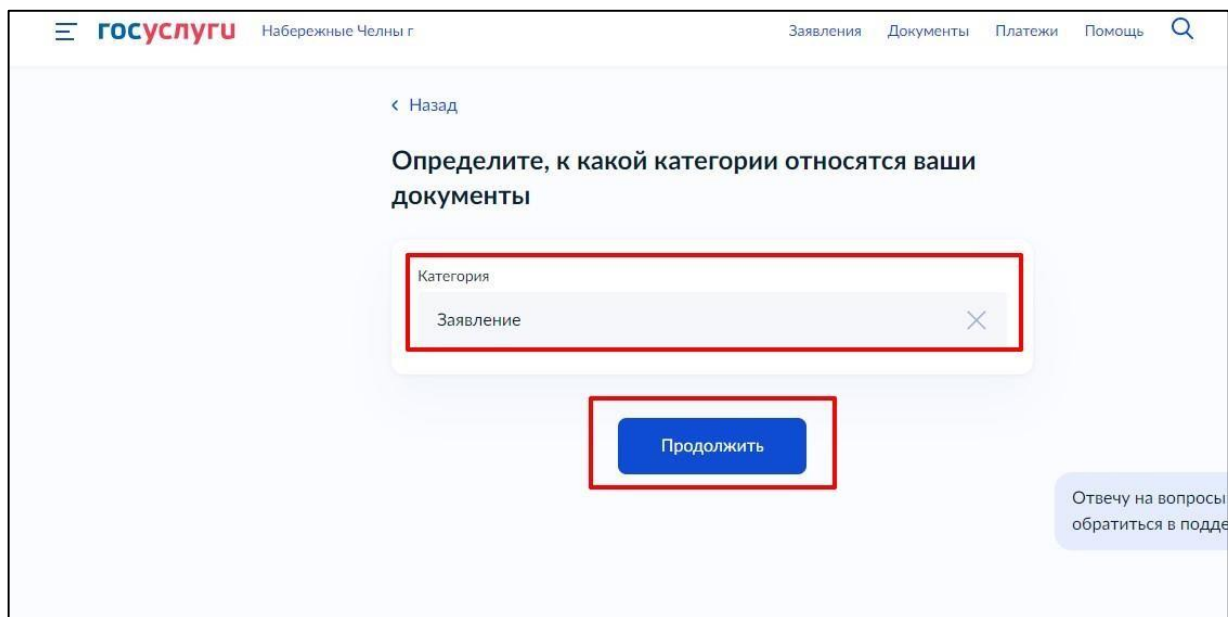 госуслуги Набережные Челны г Заявления Документы Платежи Помощь
Назад
Определите, к какой категории относятся ваши
документы
Категория
Заявление
Продолжить
Отвечу на вопросы
обратиться в